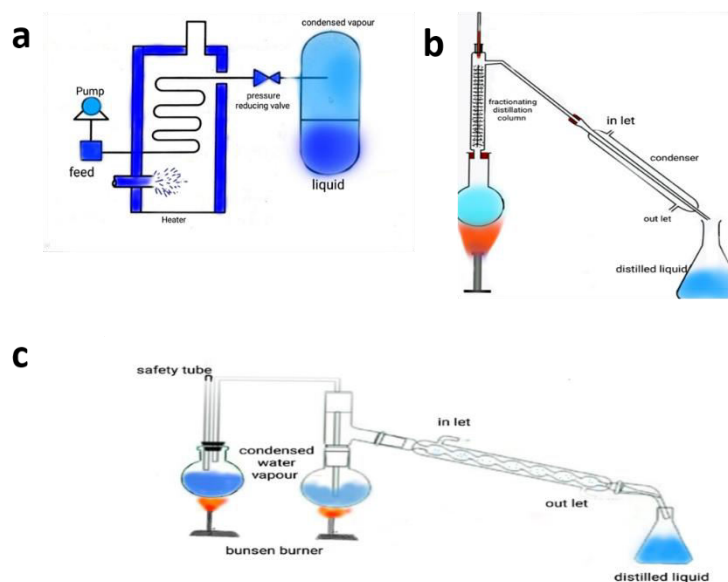 a
condensed vapour
Pump
pressure
reducing valve
feed
liquid
Heater
b
fractionating
distillation
column
in let
condenser
out let
distilled liquid
c
safety tube
in let
condensed
water
vapour
out let
bunsen burner
distilled liquid